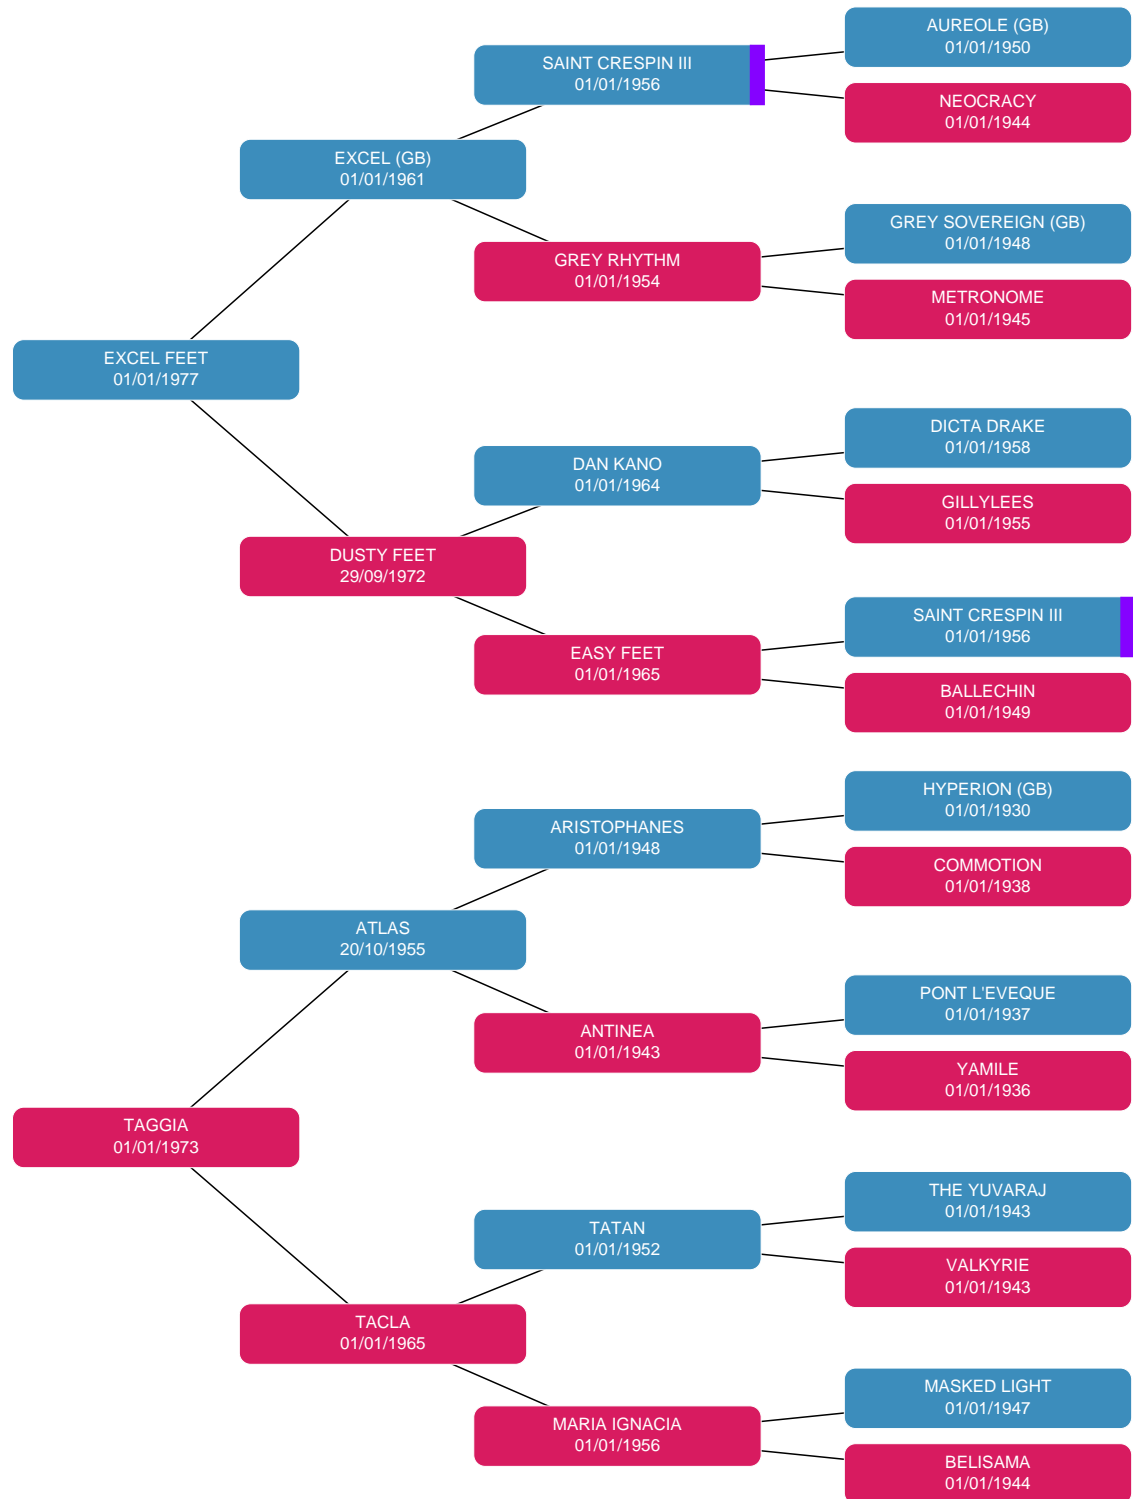 AUREOLE (GB)
01/01/1950
SAINT CRESPIN III
01/01/1956
NEOCRACY
01/01/1944
EXCEL (GB)
01/01/1961
GREY SOVEREIGN (GB)
01/01/1948
GREY RHYTHM
01/01/1954
METRONOME
01/01/1945
EXCEL FEET
01/01/1977
DICTA DRAKE
01/01/1958
DAN KANO
01/01/1964
GILLYLEES
01/01/1955
DUSTY FEET
29/09/1972
SAINT CRESPIN III
01/01/1956
EASY FEET
01/01/1965
BALLECHIN
01/01/1949
HYPERION (GB)
01/01/1930
ARISTOPHANES
01/01/1948
COMMOTION
01/01/1938
ATLAS
20/10/1955
PONT L'EVEQUE
01/01/1937
ANTINEA
01/01/1943
YAMILE
01/01/1936
TAGGIA
01/01/1973
THE YUVARAJ
01/01/1943
TATAN
01/01/1952
VALKYRIE
01/01/1943
TACLA
01/01/1965
MASKED LIGHT
01/01/1947
MARIA IGNACIA
01/01/1956
BELISAMA
01/01/1944